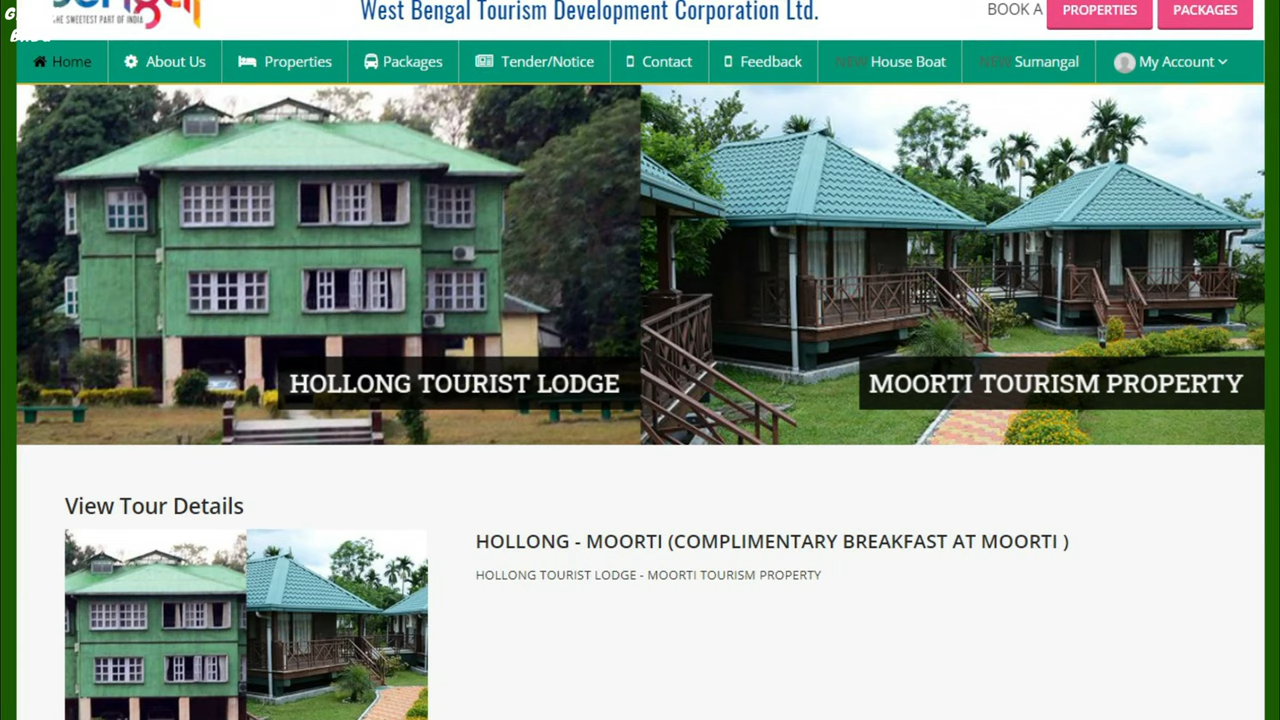 West Bengal Tourism Development Corporation Ltd.
BOOK A PROPERTIES PACKAGES
THE SWEETEST PART OF INDIA
Home About Us Properties Packages Tender/Notice Contact Feedback NEW House Boat NEW Sumangal My Account
HOLLONG TOURIST LODGE
MOORTI TOURISM PROPERTY
View Tour Details
HOLLONG - MOORTI (COMPLIMENTARY BREAKFAST AT MOORTI )
HOLLONG TOURIST LODGE - MOORTI TOURISM PROPERTY